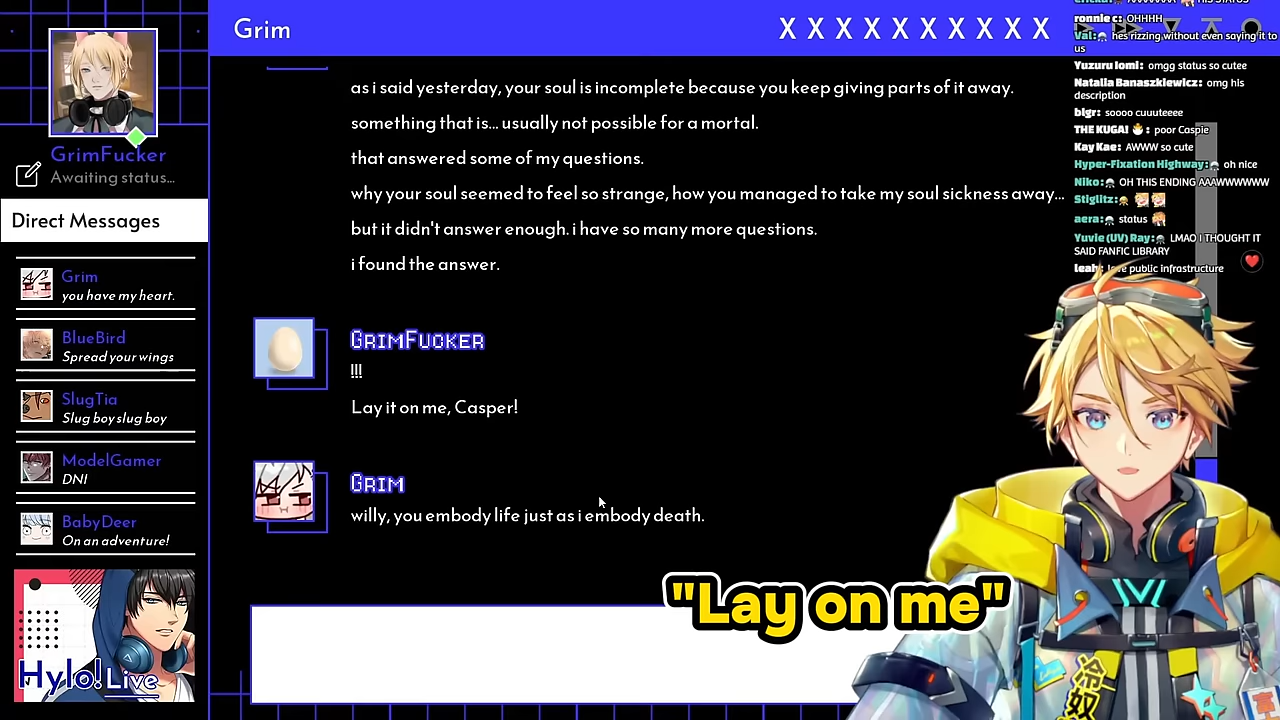 Grim
X X X X X X X X X X
GrimFucker
Awaiting status...
Direct Messages
Grim
you have my heart.
BlueBird
Spread your wings
SlugTia
Slug boy slug boy
ModelGamer
DNI
BabyDeer
On an adventure!
Hylo! Live
as i said yesterday, your soul is incomplete because you keep giving parts of it away.
something that is... usually not possible for a mortal.
that answered some of my questions.
why your soul seemed to feel so strange, how you managed to take my soul sickness away...
but it didn't answer enough. i have so many more questions.
i found the answer.
GrimFucker
!!!
Lay it on me, Casper!
Grim
willy, you embody life just as i embody death.
"Lay on me"
ronnie c: OHHHH
Val: hes rizzing without even saying it to
us
Yuzuru Iomi: omgg status so cutee
Natalia Banaszkiewicz: omg his
description
blgr: soooo cuuuteeee
THE KUGA! : poor Caspie
Kay Kae: AWWW so cute
Hyper-Fixation Highway: oh nice
Niko: OH THIS ENDING AAAWWWWWW
Stiglitz:
aera: status
Yuvie (UV) Ray: LMAO I THOUGHT IT
SAID FANFIC LIBRARY
leah: love public infrastructure
冷奴